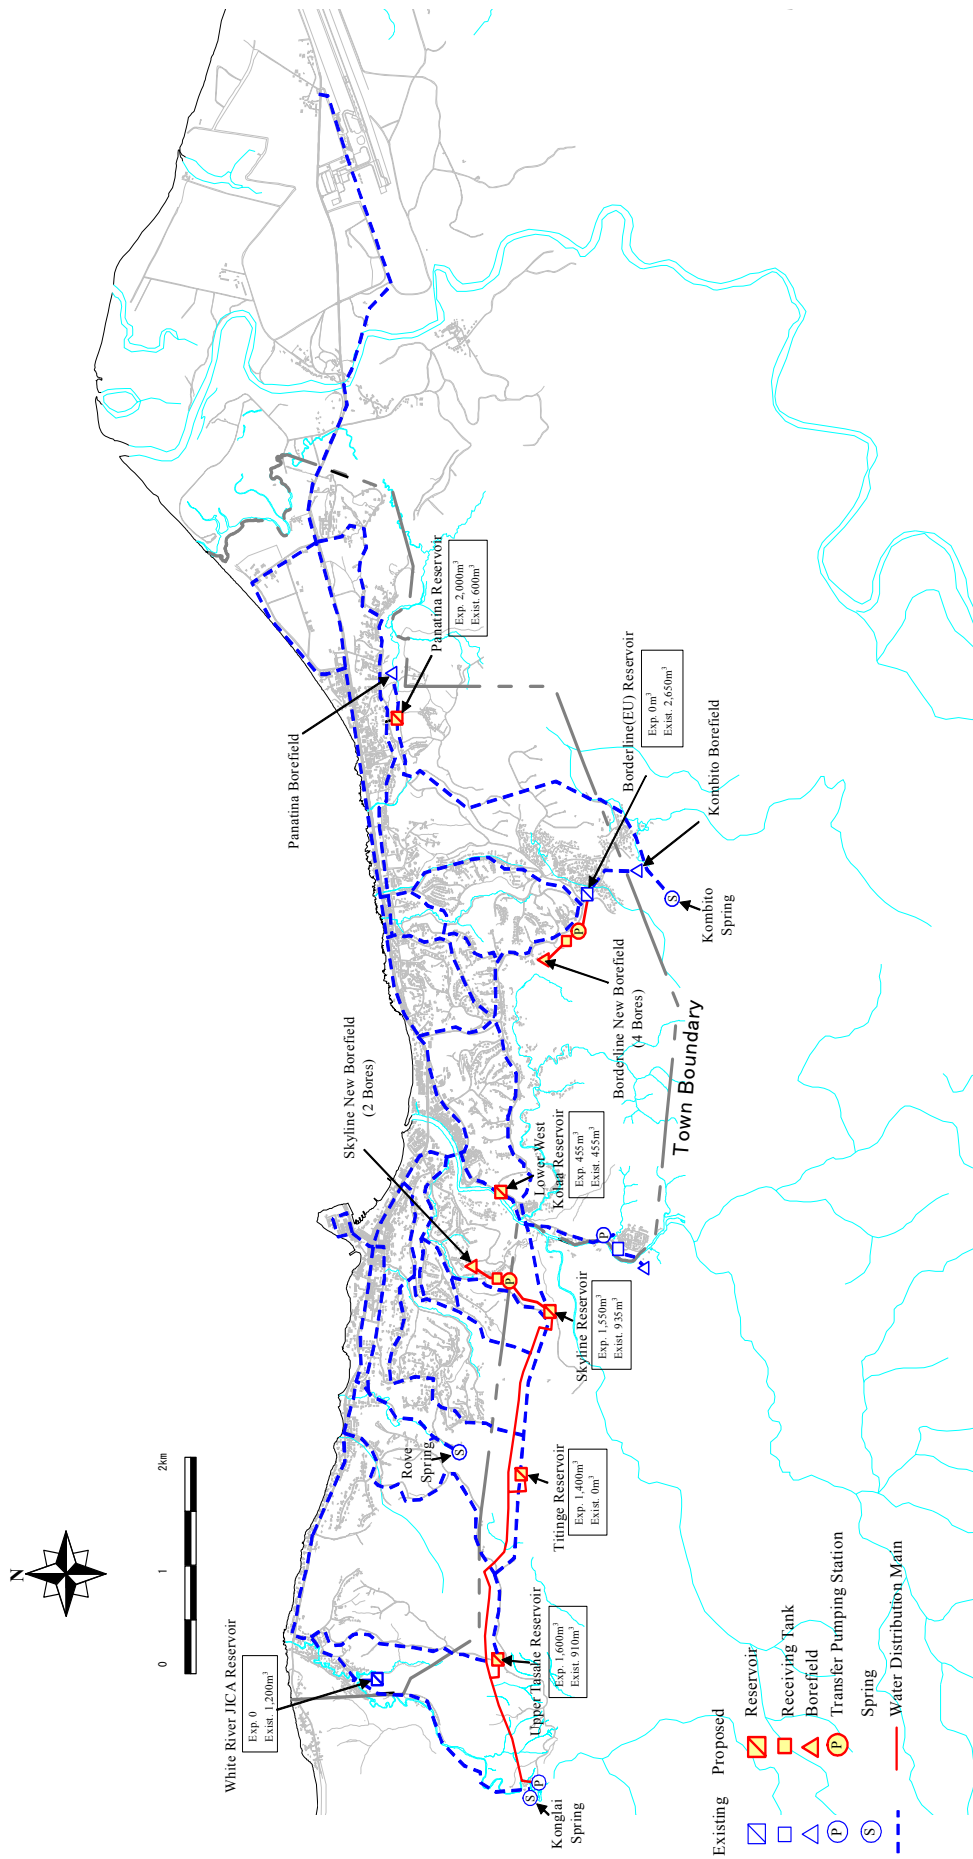 N
0
1
2km
White River JICA Reservoir
Exp. 0
Exist. 1,200m³
Konglai
Spring
Upper Tasahe Reservoir
Exp. 1,600m³
Exist. 910m³
Rove
Spring
Titinge Reservoir
Exp. 1,400m³
Exist. 0m³
Skyline New Borefield
(2 Bores)
Skyline Reservoir
Exp. 1,550m³
Exist. 935m³
Lower West
Kolaa Reservoir
Exp. 455m³
Exist. 455m³
Town Boundary
Borderline New Borefield
(4 Bores)
Kombito
Spring
Kombito Borefield
Borderline(EU) Reservoir
Exp. 0m³
Exist. 2,650m³
Panatina Borefield
Panatina Reservoir
Exp. 2,000m³
Exist. 600m³
S
P
S
P
P
P
S
Existing Proposed
Reservoir
Receiving Tank
Borefield
P P Transfer Pumping Station
S Spring
Water Distribution Main